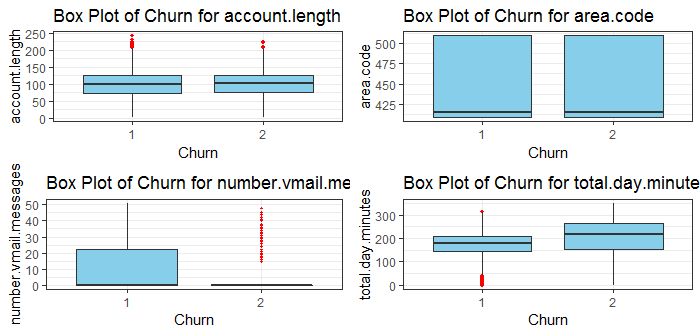 Box Plot of Churn for account.length
account.length
250
200
150
100
50
0
1
2
Churn
Box Plot of Churn for area.code
area.code
500
475
450
425
1
2
Churn
Box Plot of Churn for number.vmail.me
number.vmail.messages
50
40
30
20
10
0
1
2
Churn
Box Plot of Churn for total.day.minute
total.day.minutes
300
200
100
0
1
2
Churn